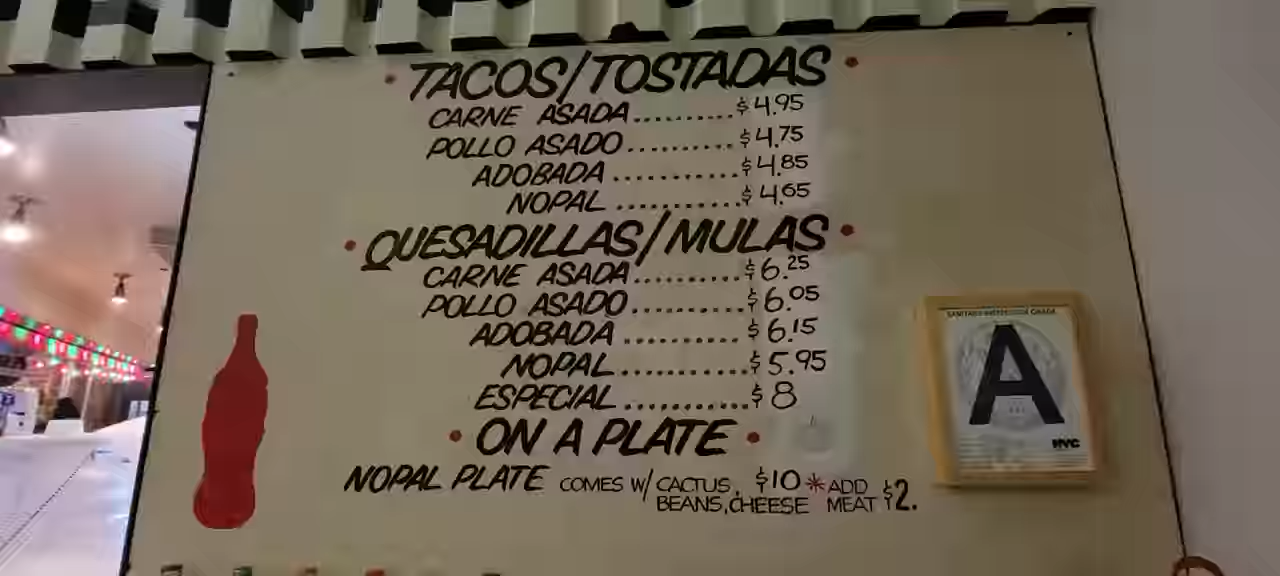 TACOS/TOSTADAS
CARNE ASADA..........$4.95
POLLO ASADO..........$4.75
ADOBADA............$4.85
NOPAL............$4.65
QUESADILLAS/MULAS
CARNE ASADA..........$6.25
POLLO ASADO..........$6.05
ADOBADA...........$6.15
NOPAL............$5.95
ESPECIAL............$8
ON A PLATE
NOPAL PLATE COMES W/ CACTUS, BEANS, CHEESE $10 *ADD MEAT $2.
SANITARY INSPECTION GRADE
A
NYC